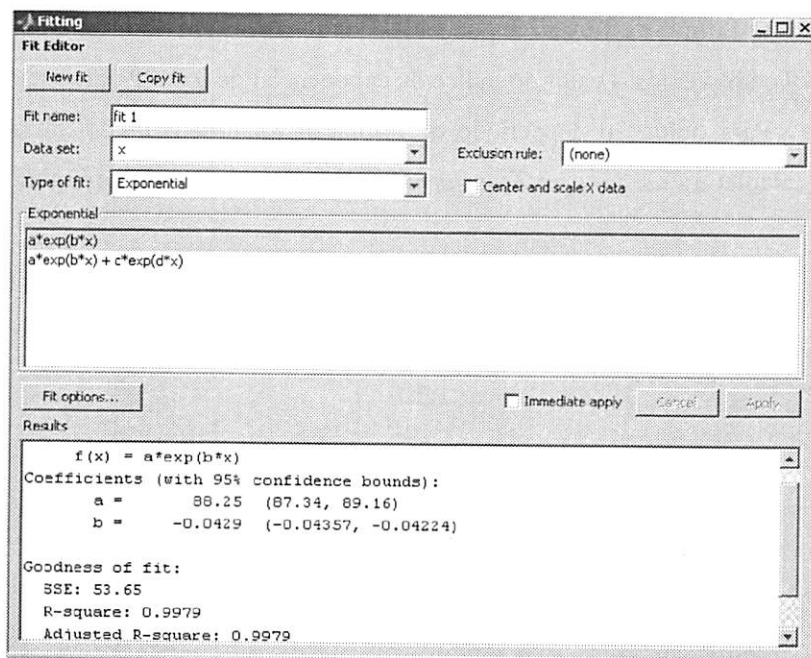 Fitting
Fit Editor
New fit
Copy fit
Fit name:
fit 1
Data set:
x
Exclusion rule:
(none)
Type of fit:
Exponential
Center and scale X data
Exponential
a*exp(b*x)
a*exp(b*x) + c*exp(d*x)
Fit options...
Immediate apply
Cancel
Apply
Results
f(x) = a*exp(b*x)
Coefficients (with 95% confidence bounds):
a = 88.25 (87.34, 89.16)
b = -0.0429 (-0.04357, -0.04224)
Goodness of fit:
SSE: 53.65
R-square: 0.9979
Adjusted R-square: 0.9979